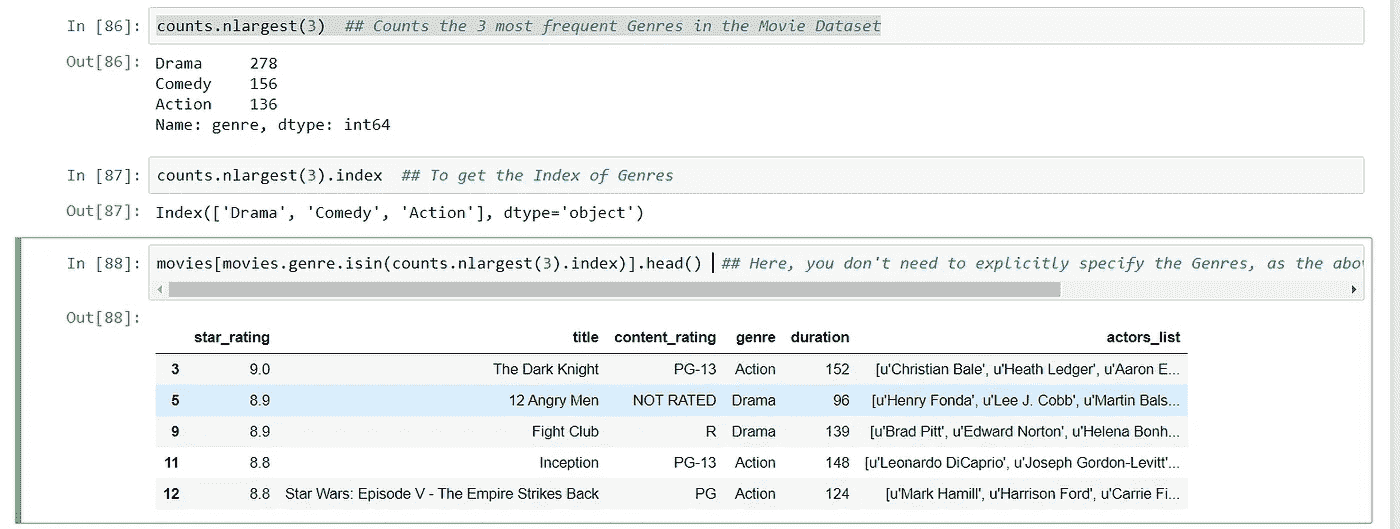 In [86]: counts.nlargest(3)  ## Counts the 3 most frequent Genres in the Movie Dataset
Out[86]: Drama     278
Comedy    156
Action    136
Name: genre, dtype: int64
In [87]: counts.nlargest(3).index  ## To get the Index of Genres
Out[87]: Index(['Drama', 'Comedy', 'Action'], dtype='object')
In [88]: movies[movies.genre.isin(counts.nlargest(3).index)].head() ## Here, you don't need to explicitly specify the Genres, as the
Out[88]:
star_rating title content_rating genre duration actors_list
3 9.0 The Dark Knight PG-13 Action 152 [u'Christian Bale', u'Heath Ledger', u'Aaron E...
5 8.9 12 Angry Men NOT RATED Drama 96 [u'Henry Fonda', u'Lee J. Cobb', u'Martin Bals...
9 8.9 Fight Club R Drama 139 [u'Brad Pitt', u'Edward Norton', u'Helena Bonh...
11 8.8 Inception PG-13 Action 148 [u'Leonardo DiCaprio', u'Joseph Gordon-Levitt'...
12 8.8 Star Wars: Episode V - The Empire Strikes Back PG Action 124 [u'Mark Hamill', u'Harrison Ford', u'Carrie Fi...